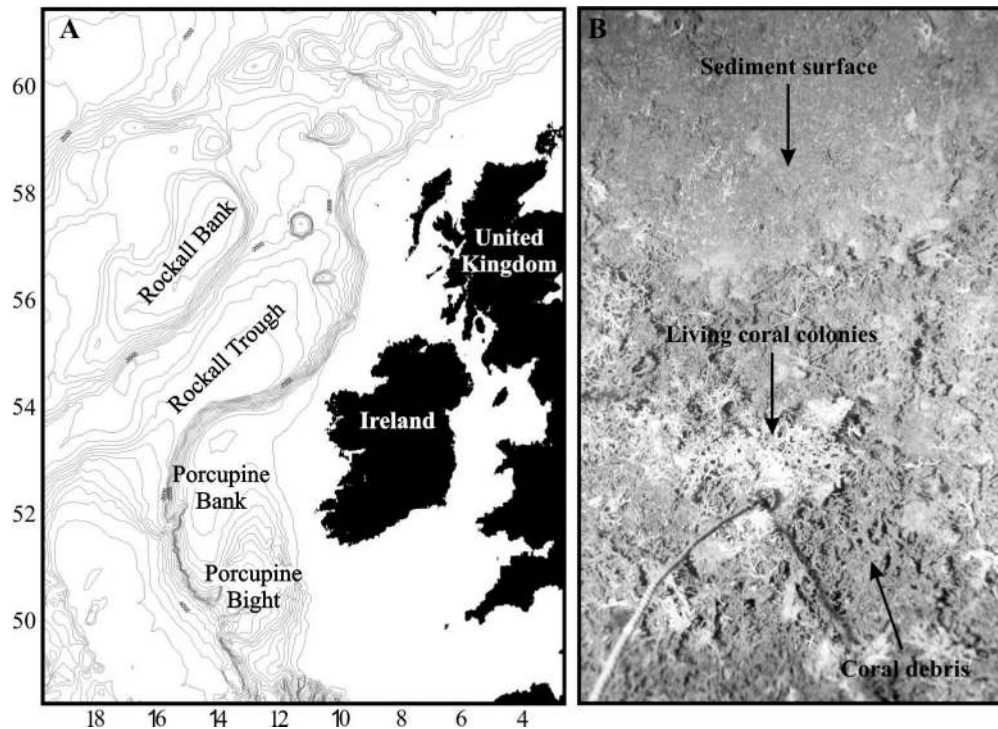 A
60
58
56
54
52
50
18
16
14
12
10
8
6
4
Rockall Bank
Rockall Trough
Porcupine
Bank
Porcupine
Bight
Ireland
United
Kingdom
B
Sediment surface
Living coral colonies
Coral debris